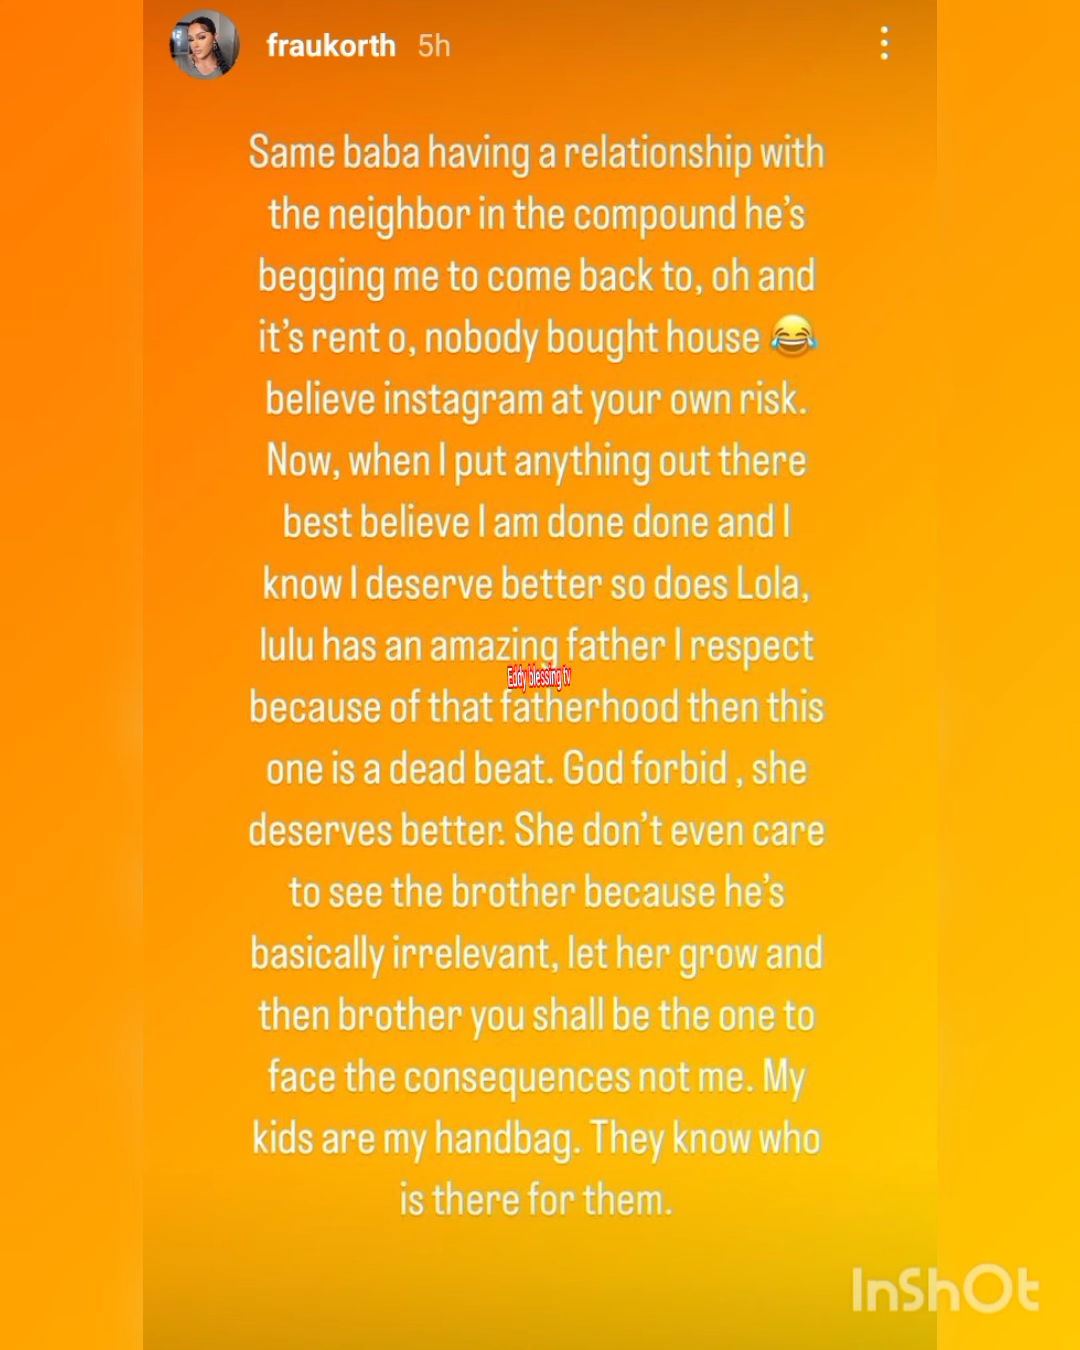 fraukorth 5h
Same baba having a relationship with
the neighbor in the compound he's
begging me to come back to, oh and
it's rent o, nobody bought house 😂
believe instagram at your own risk.
Now, when I put anything out there
best believe I am done done and I
know I deserve better so does Lola,
lulu has an amazing father I respect
Eddy blessing tv
because of that fatherhood then this
one is a dead beat. God forbid , she
deserves better. She don't even care
to see the brother because he's
basically irrelevant, let her grow and
then brother you shall be the one to
face the consequences not me. My
kids are my handbag. They know who
is there for them.
InShOt